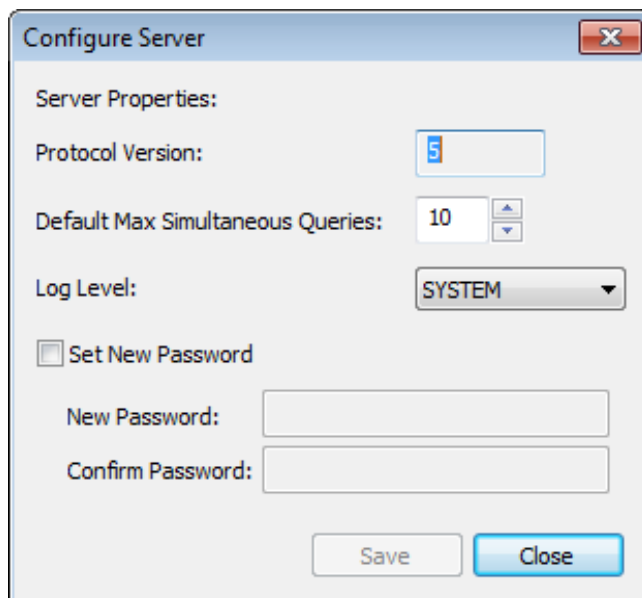 Configure Server
Server Properties:
Protocol Version: 5
Default Max Simultaneous Queries: 10
Log Level: SYSTEM
Set New Password
New Password:
Confirm Password:
Save Close